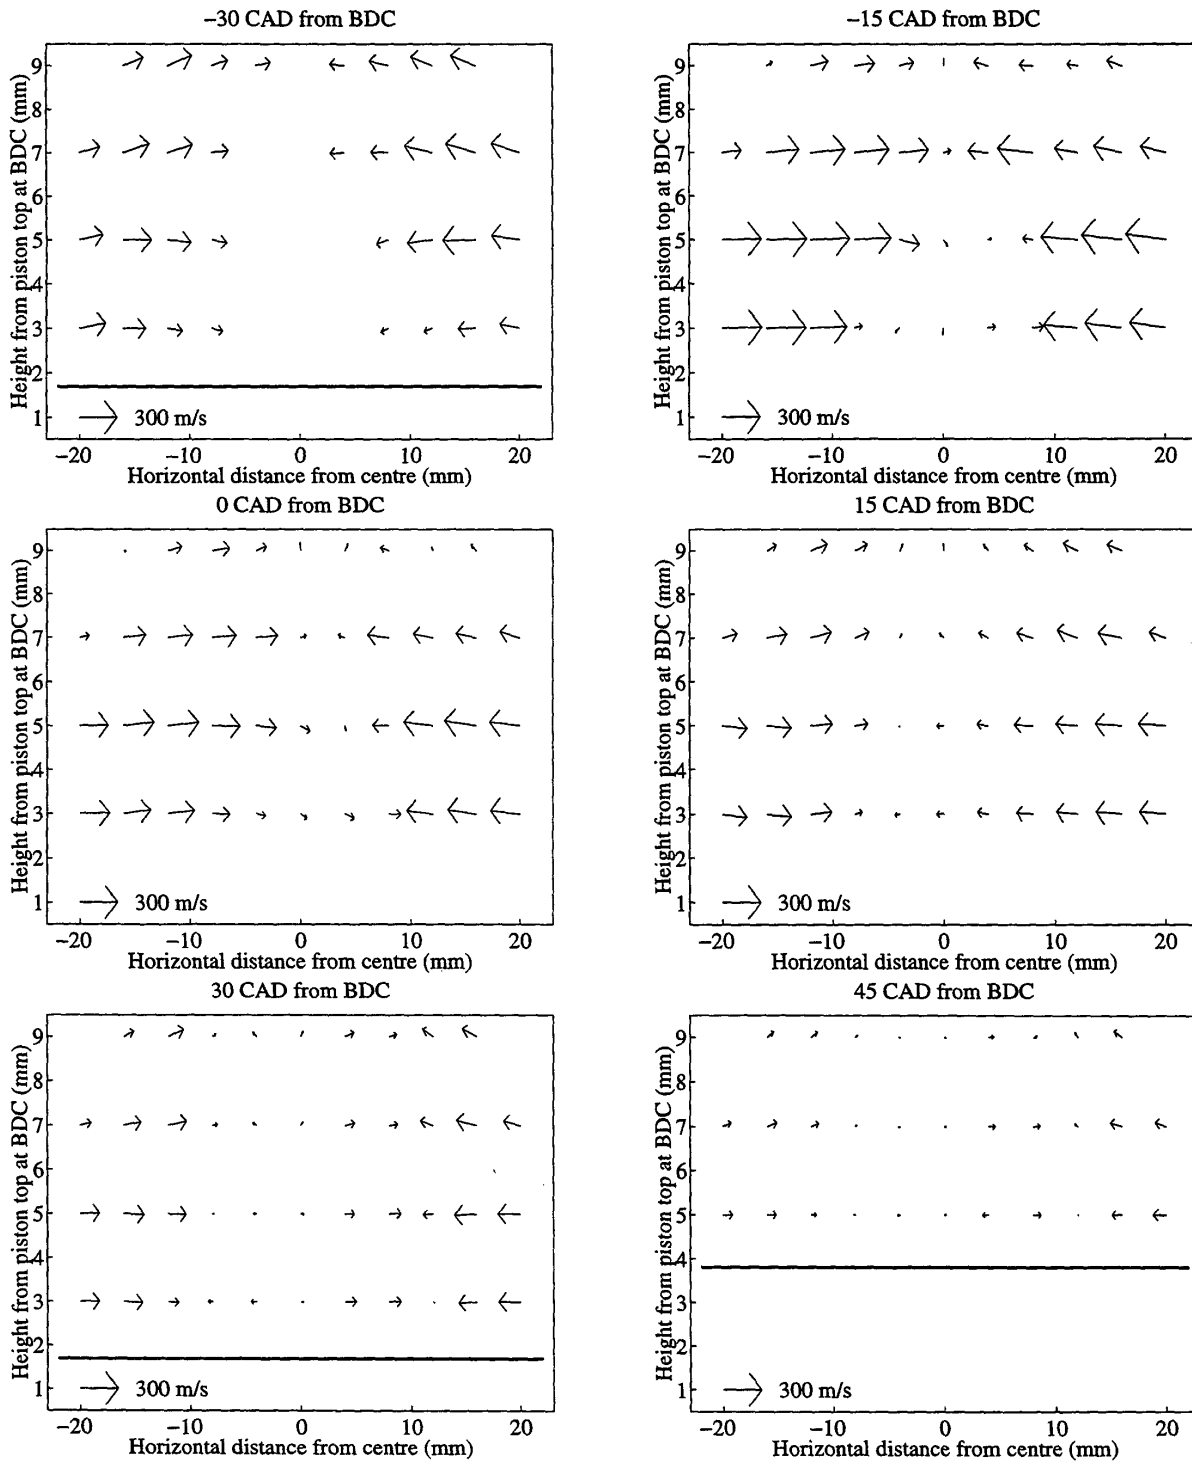 −30 CAD from BDC
Height from piston top at BDC (mm)
9
8
7
6
5
4
3
2
1
300 m/s
−20 −10 0 10 20
Horizontal distance from centre (mm)
−15 CAD from BDC
Height from piston top at BDC (mm)
9
8
7
6
5
4
3
2
1
300 m/s
−20 −10 0 10 20
Horizontal distance from centre (mm)
0 CAD from BDC
Height from piston top at BDC (mm)
9
8
7
6
5
4
3
2
1
300 m/s
−20 −10 0 10 20
Horizontal distance from centre (mm)
15 CAD from BDC
Height from piston top at BDC (mm)
9
8
7
6
5
4
3
2
1
300 m/s
−20 −10 0 10 20
Horizontal distance from centre (mm)
30 CAD from BDC
Height from piston top at BDC (mm)
9
8
7
6
5
4
3
2
1
300 m/s
−20 −10 0 10 20
Horizontal distance from centre (mm)
45 CAD from BDC
Height from piston top at BDC (mm)
9
8
7
6
5
4
3
2
1
300 m/s
−20 −10 0 10 20
Horizontal distance from centre (mm)